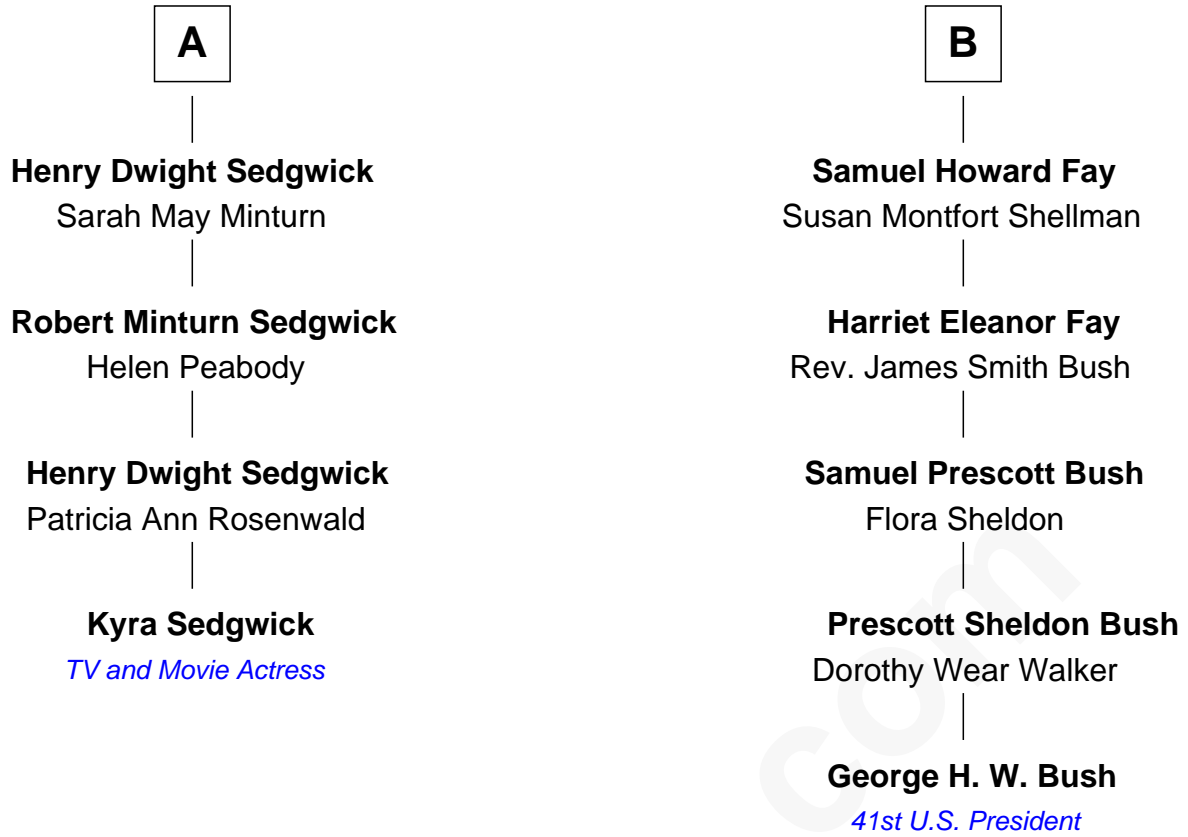 A
Henry Dwight Sedgwick
Sarah May Minturn
Robert Minturn Sedgwick
Helen Peabody
Henry Dwight Sedgwick
Patricia Ann Rosenwald
Kyra Sedgwick
TV and Movie Actress
B
Samuel Howard Fay
Susan Montfort Shellman
Harriet Eleanor Fay
Rev. James Smith Bush
Samuel Prescott Bush
Flora Sheldon
Prescott Sheldon Bush
Dorothy Wear Walker
George H. W. Bush
41st U.S. President
com